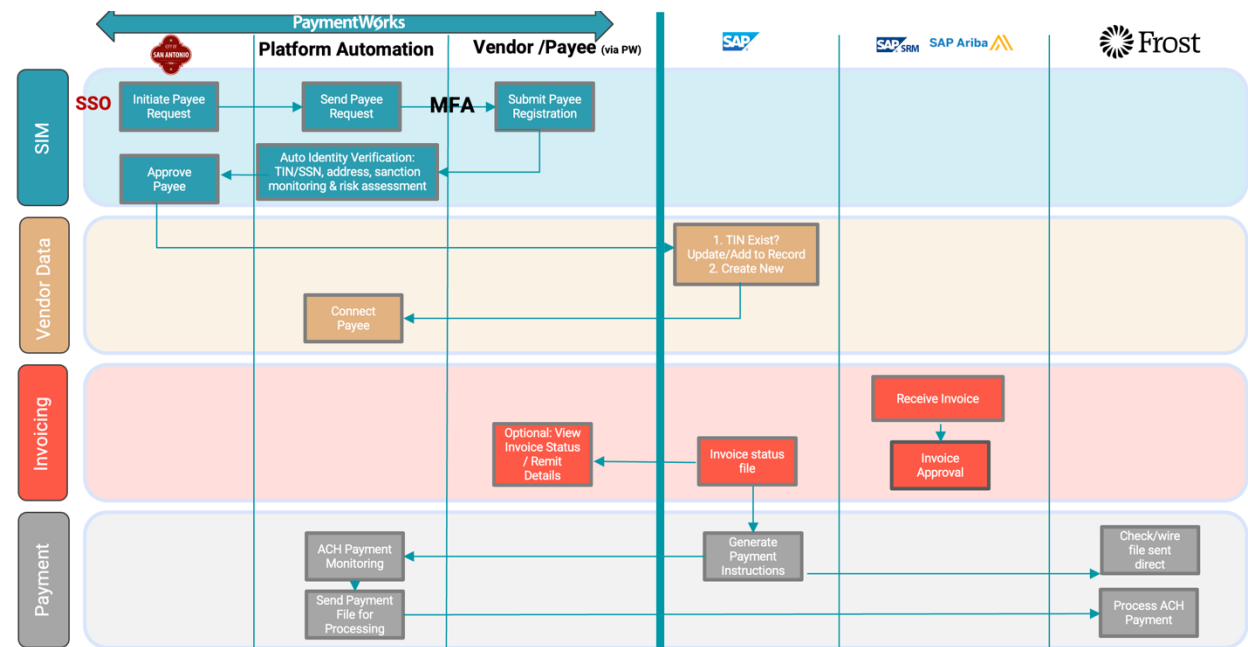 PaymentWorks
CITY OF
SAN ANTONIO
Platform Automation
Vendor /Payee (via PW)
SAP
SAP SRM
SAP Ariba
Frost
SIM
SSO
Initiate Payee
Request
Send Payee
Request
MFA
Submit Payee
Registration
Approve
Payee
Auto Identity Verification:
TIN/SSN, address, sanction
monitoring & risk assessment
Vendor Data
1. TIN Exist?
Update/Add to Record
2. Create New
Connect
Payee
Invoicing
Receive Invoice
Optional: View
Invoice Status
/ Remit
Details
Invoice status
file
Invoice
Approval
Payment
ACH Payment
Monitoring
Generate
Payment
Instructions
Check/wire
file sent
direct
Send Payment
File for
Processing
Process ACH
Payment